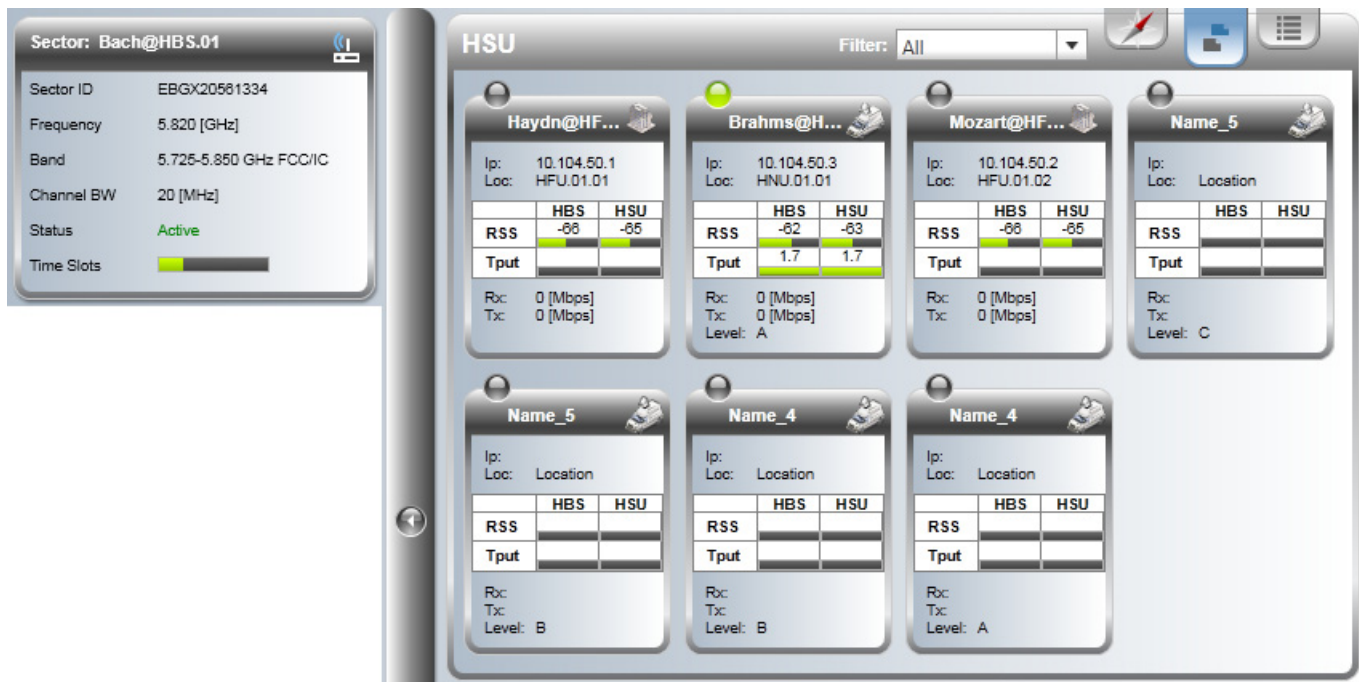 Sector: Bach@HBS.01
Sector ID EBGX20561334
Frequency 5.820 [GHz]
Band 5.725-5.850 GHz FCC/IC
Channel BW 20 [MHz]
Status Active
Time Slots
HSU
Filter: All
Haydn@HF...
Ip: 10.104.50.1
Loc: HFU.01.01
HBS HSU
RSS -66 -65
Tput
Rx: 0 [Mbps]
Tx: 0 [Mbps]
Brahms@H...
Ip: 10.104.50.3
Loc: HNU.01.01
HBS HSU
RSS -62 -63
Tput 1.7 1.7
Rx: 0 [Mbps]
Tx: 0 [Mbps]
Level: A
Mozart@HF...
Ip: 10.104.50.2
Loc: HFU.01.02
HBS HSU
RSS -66 -65
Tput
Rx: 0 [Mbps]
Tx: 0 [Mbps]
Name_5
Ip:
Loc: Location
HBS HSU
RSS
Tput
Rx:
Tx:
Level: C
Name_5
Ip:
Loc: Location
HBS HSU
RSS
Tput
Rx:
Tx:
Level: B
Name_4
Ip:
Loc: Location
HBS HSU
RSS
Tput
Rx:
Tx:
Level: B
Name_4
Ip:
Loc: Location
HBS HSU
RSS
Tput
Rx:
Tx:
Level: A